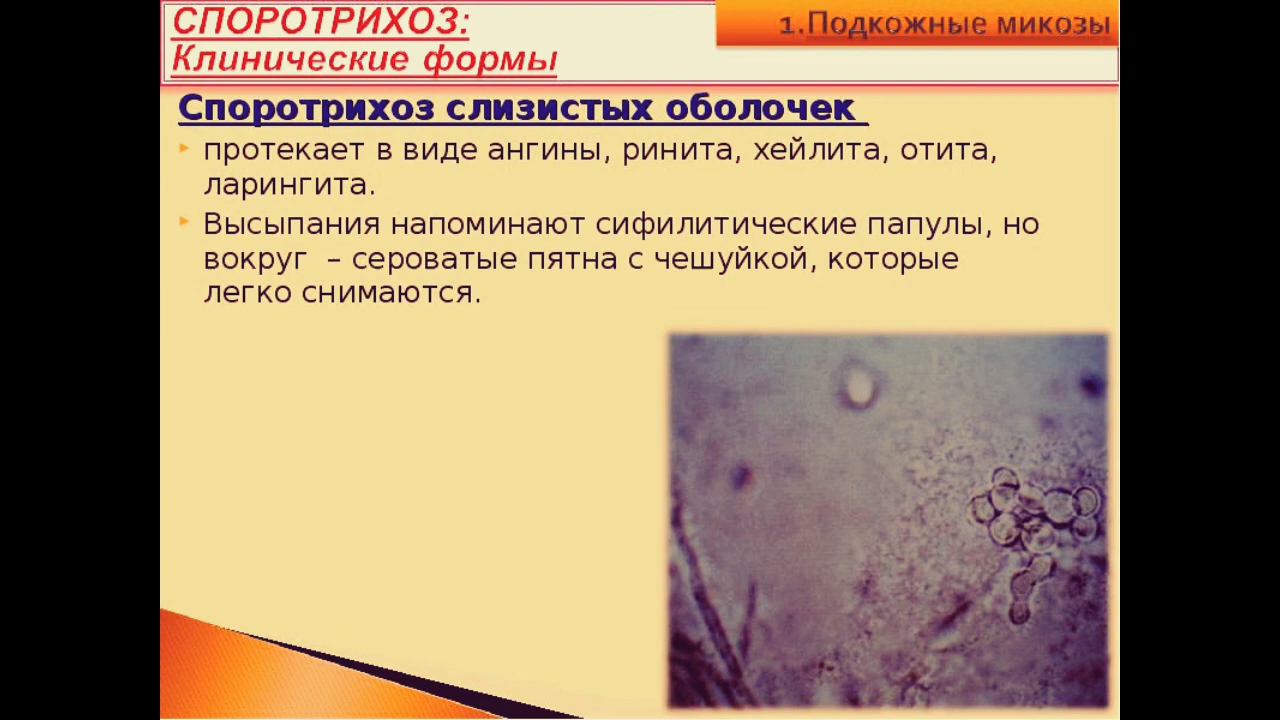 СПОРОТРИХОЗ:
Клинические формы
1.Подкожные микозы
Споротрихоз слизистых оболочек
протекает в виде ангины, ринита, хейлита, отита,
ларингита.
Высыпания напоминают сифилитические папулы, но
вокруг – сероватые пятна с чешуйкой, которые
легко снимаются.